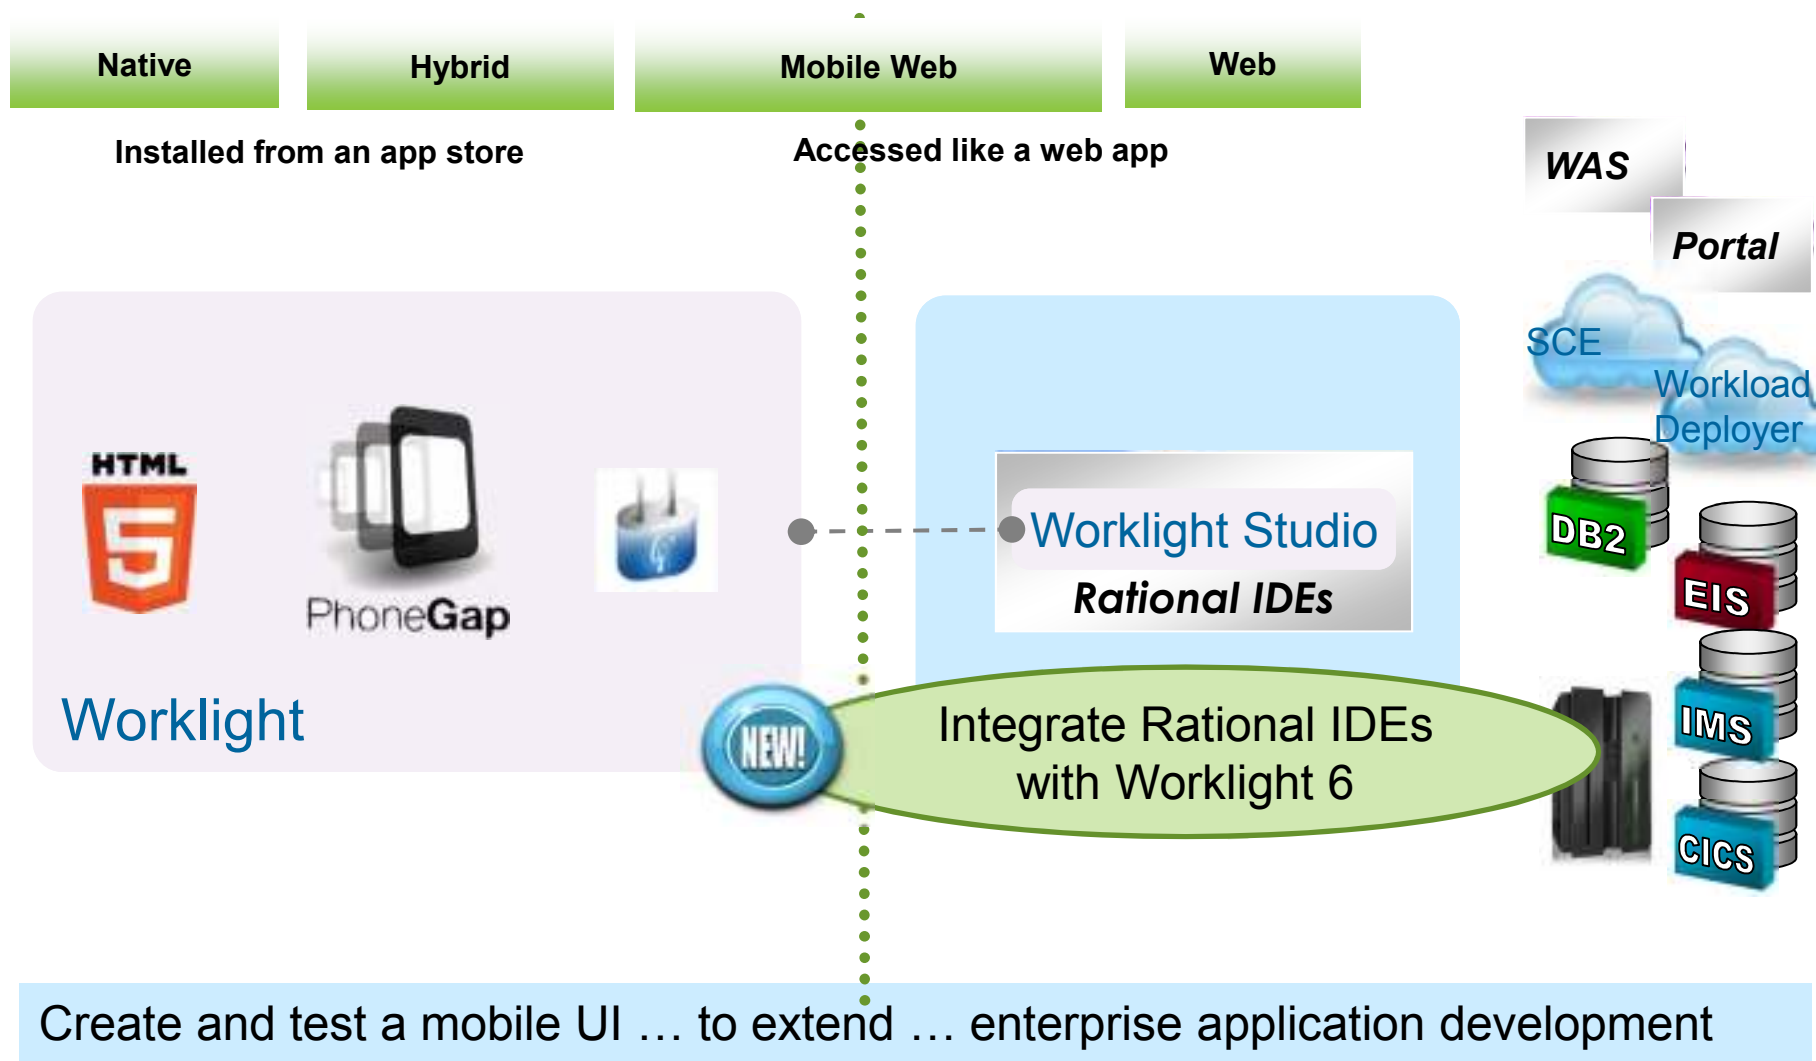 Native
Hybrid
Mobile Web
Web
Installed from an app store
Accessed like a web app
WAS
Portal
SCE
Workload
Deployer
HTML
5
PhoneGap
Worklight Studio
Rational IDEs
DB2
EIS
IMS
CICS
Worklight
NEW!
Integrate Rational IDEs
with Worklight 6
Create and test a mobile UI … to extend … enterprise application development